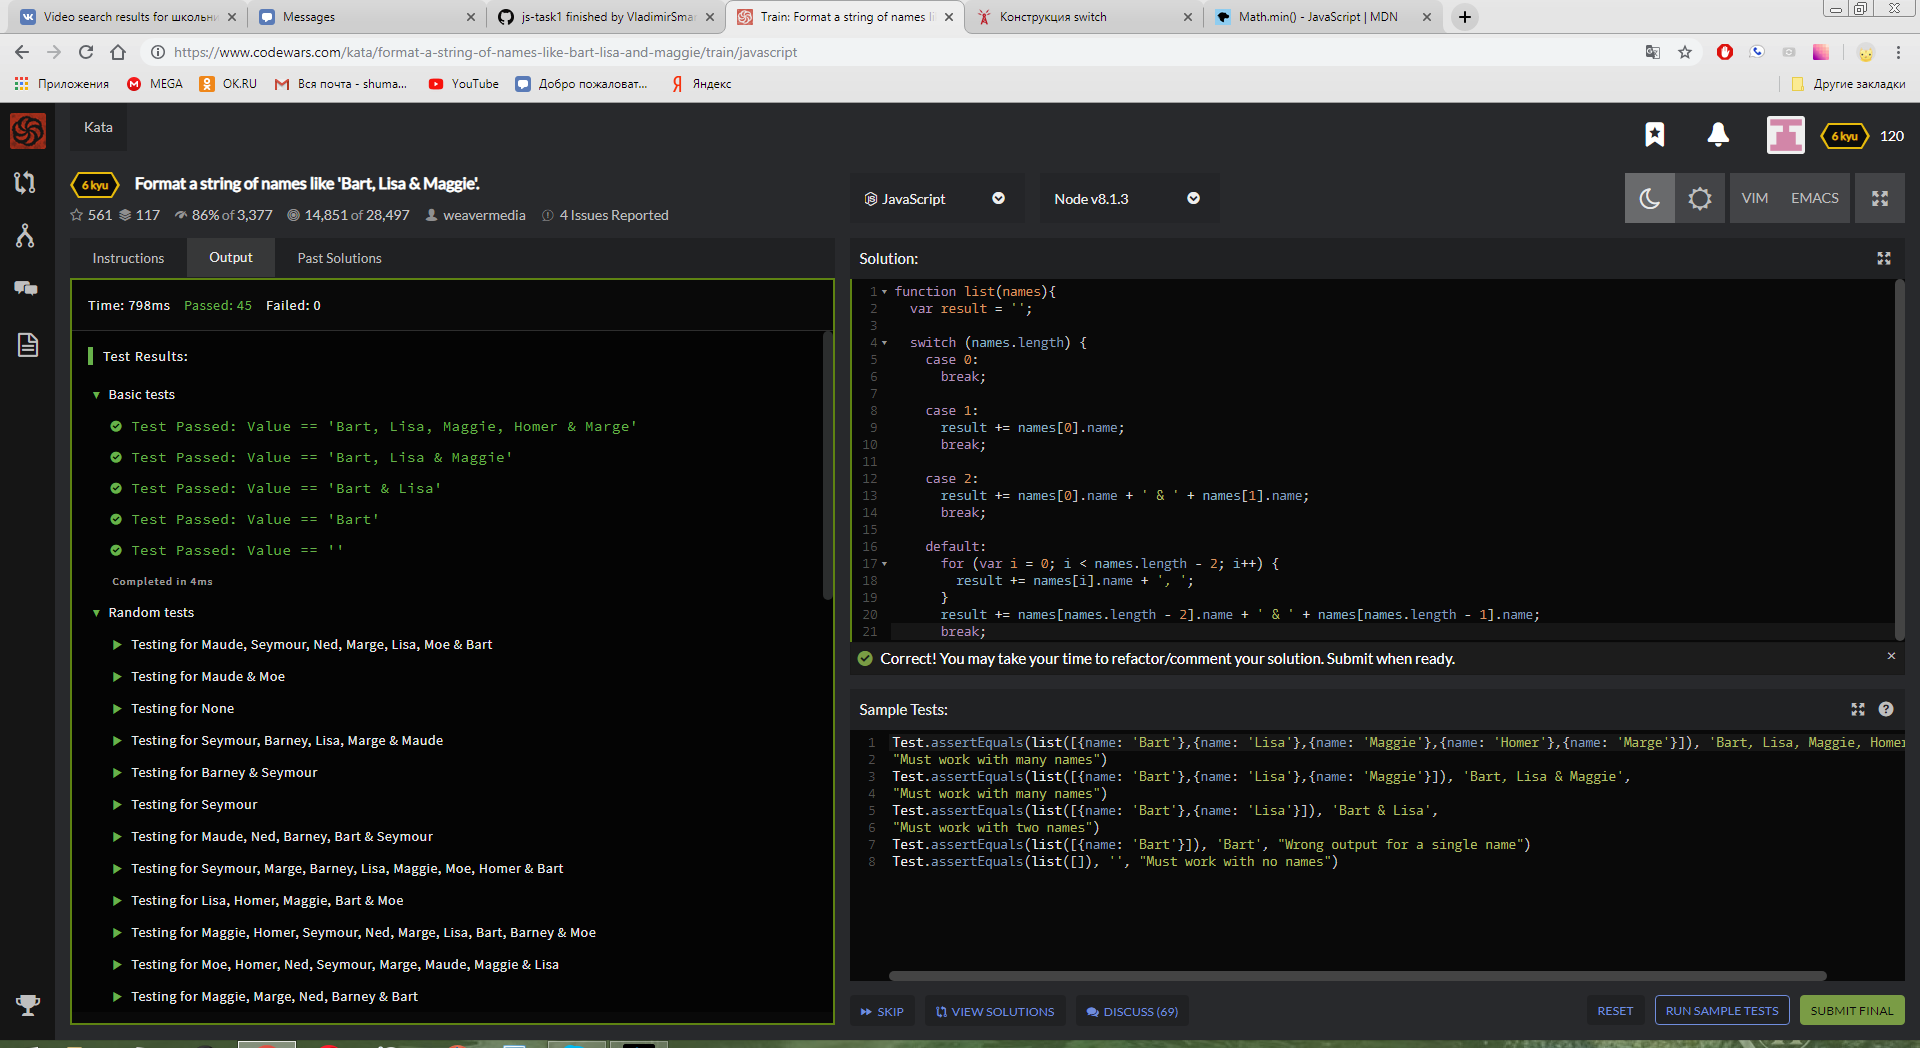 Video search results for школьни
Messages
js-task1 finished by VladimirSmar
Train: Format a string of names li
Конструкция switch
Math.min() - JavaScript | MDN
https://www.codewars.com/kata/format-a-string-of-names-like-bart-lisa-and-maggie/train/javascript
Приложения
MEGA
OK.RU
Вся почта - shuma...
YouTube
Добро пожаловат...
Яндекс
Другие закладки
Kata
6 kyu
120
6 kyu
Format a string of names like 'Bart, Lisa & Maggie'.
561 117 86% of 3,377 14,851 of 28,497 weavermedia 4 Issues Reported
JavaScript
Node v8.1.3
VIM
EMACS
Instructions
Output
Past Solutions
Time: 798ms Passed: 45 Failed: 0
Test Results:
Basic tests
Test Passed: Value == 'Bart, Lisa, Maggie, Homer & Marge'
Test Passed: Value == 'Bart, Lisa & Maggie'
Test Passed: Value == 'Bart & Lisa'
Test Passed: Value == 'Bart'
Test Passed: Value == ''
Completed in 4ms
Random tests
Testing for Maude, Seymour, Ned, Marge, Lisa, Moe & Bart
Testing for Maude & Moe
Testing for None
Testing for Seymour, Barney, Lisa, Marge & Maude
Testing for Barney & Seymour
Testing for Seymour
Testing for Maude, Ned, Barney, Bart & Seymour
Testing for Seymour, Marge, Barney, Lisa, Maggie, Moe, Homer & Bart
Testing for Lisa, Homer, Maggie, Bart & Moe
Testing for Maggie, Homer, Seymour, Ned, Marge, Lisa, Bart, Barney & Moe
Testing for Moe, Homer, Ned, Seymour, Marge, Maude, Maggie & Lisa
Testing for Maggie, Marge, Ned, Barney & Bart
Solution:
1 function list(names){
2 var result = '';
3
4 switch (names.length) {
5 case 0:
6 break;
7
8 case 1:
9 result += names[0].name;
10 break;
11
12 case 2:
13 result += names[0].name + ' & ' + names[1].name;
14 break;
15
16 default:
17 for (var i = 0; i < names.length - 2; i++) {
18 result += names[i].name + ', ';
19 }
20 result += names[names.length - 2].name + ' & ' + names[names.length - 1].name;
21 break;
Correct! You may take your time to refactor/comment your solution. Submit when ready.
Sample Tests:
1 Test.assertEquals(list([{name: 'Bart'},{name: 'Lisa'},{name: 'Maggie'},{name: 'Homer'},{name: 'Marge'}]), 'Bart, Lisa, Maggie, Homer
2 "Must work with many names")
3 Test.assertEquals(list([{name: 'Bart'},{name: 'Lisa'},{name: 'Maggie'}]), 'Bart, Lisa & Maggie',
4 "Must work with many names")
5 Test.assertEquals(list([{name: 'Bart'},{name: 'Lisa'}]), 'Bart & Lisa',
6 "Must work with two names")
7 Test.assertEquals(list([{name: 'Bart'}]), 'Bart', "Wrong output for a single name")
8 Test.assertEquals(list([]), '', "Must work with no names")
SKIP
VIEW SOLUTIONS
DISCUSS (69)
RESET
RUN SAMPLE TESTS
SUBMIT FINAL